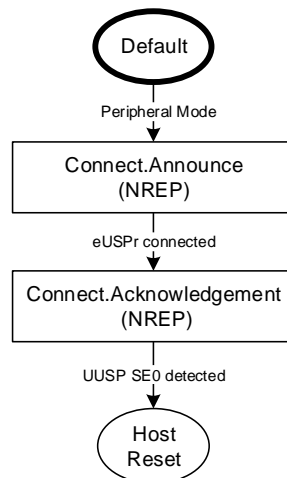 Default
Peripheral Mode
Connect.Announce
(NREP)
eUSPr connected
Connect.Acknowledgement
(NREP)
UUSP SE0 detected
Host
Reset